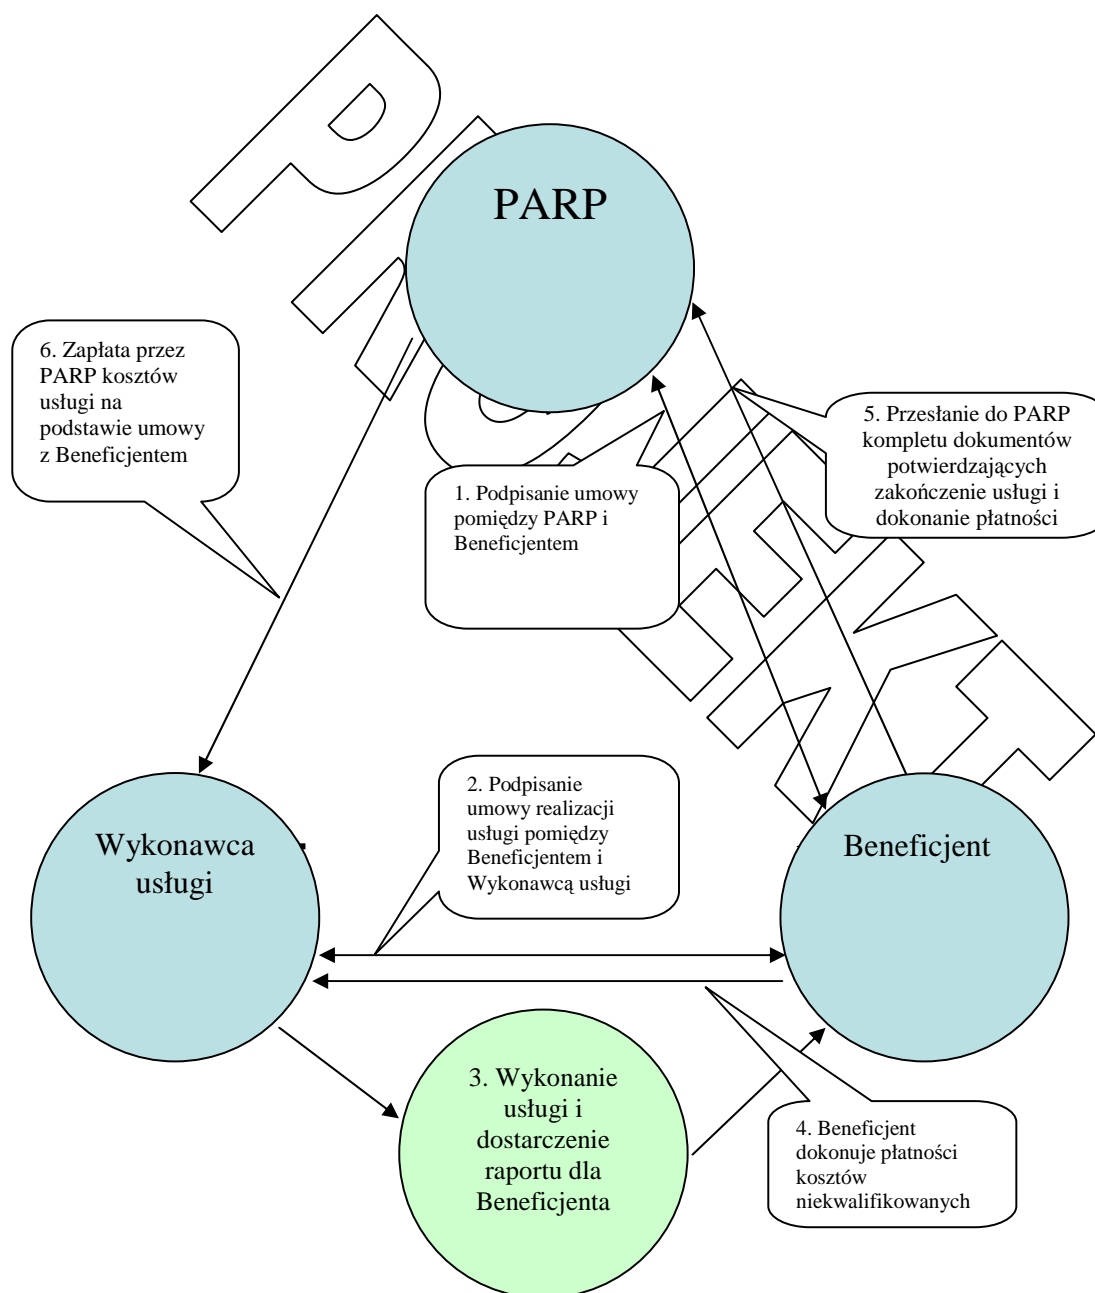 PARP
6. Zapłata przez
PARP kosztów
usługi na
podstawie umowy
z Beneficjentem
5. Przesłanie do PARP
kompletu dokumentów
potwierdzających
zakończenie usługi i
dokonanie płatności
1. Podpisanie umowy
pomiędzy PARP i
Beneficjentem
2. Podpisanie
umowy realizacji
usługi pomiędzy
Beneficjentem i
Wykonawcą usługi
Wykonawca
usługi
Beneficjent
3. Wykonanie
usługi i
dostarczenie
raportu dla
Beneficjenta
4. Beneficjent
dokonuje płatności
kosztów
niekwalifikowanych